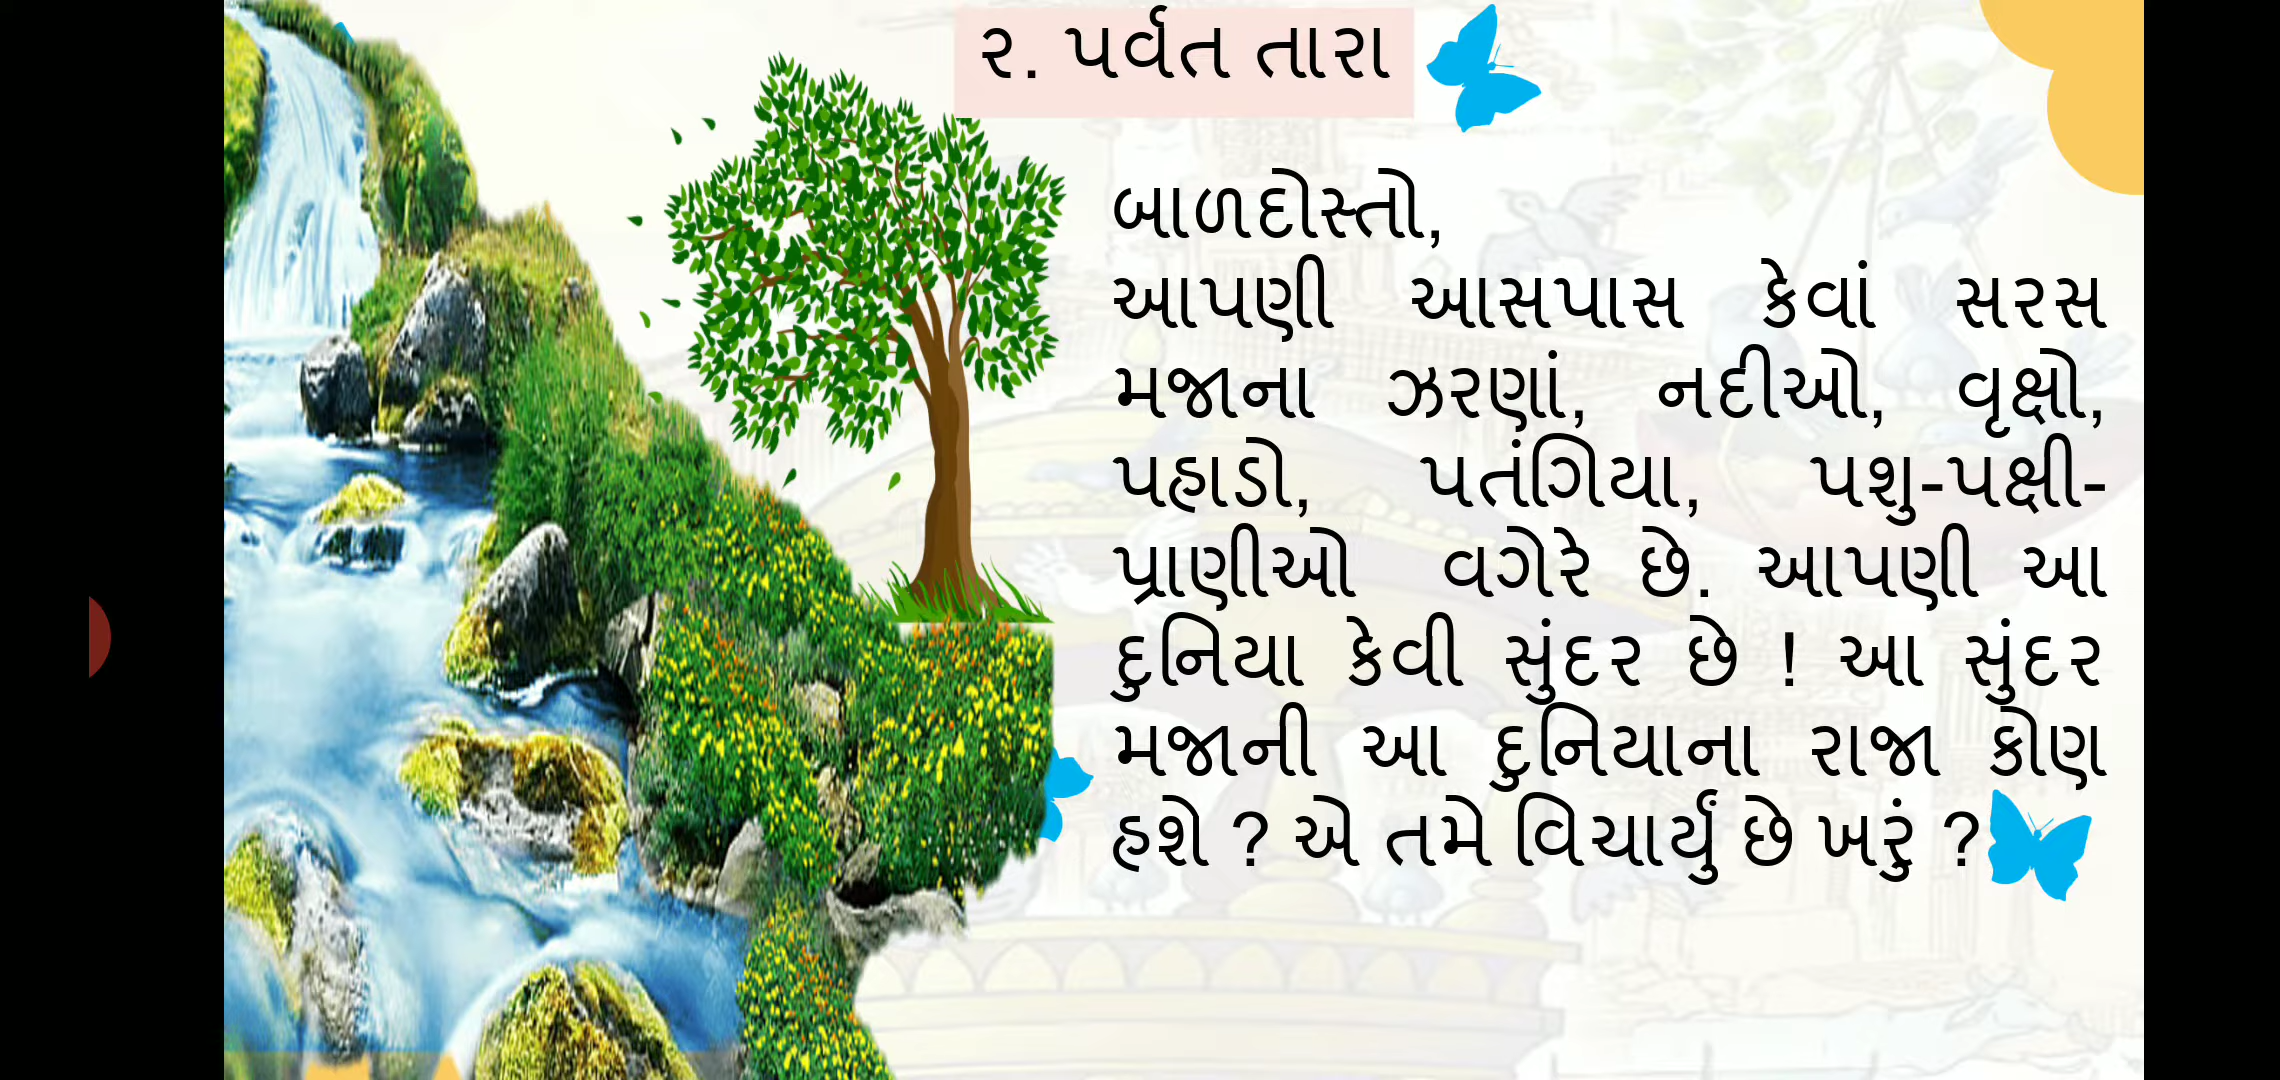 ૨. પર્વત તારા
બાળદોસ્તો,
આપણી આસપાસ કેવાં સરસ
મજાના ઝરણાં, નદીઓ, વૃક્ષો,
પહાડો, પતંગિયા, પશુ-પક્ષી-
પ્રાણીઓ વગેરે છે. આપણી આ
દુનિયા કેવી સુંદર છે ! આ સુંદર
મજાની આ દુનિયાના રાજા કોણ
હશે ? એ તમે વિચાર્યું છે ખરું ?